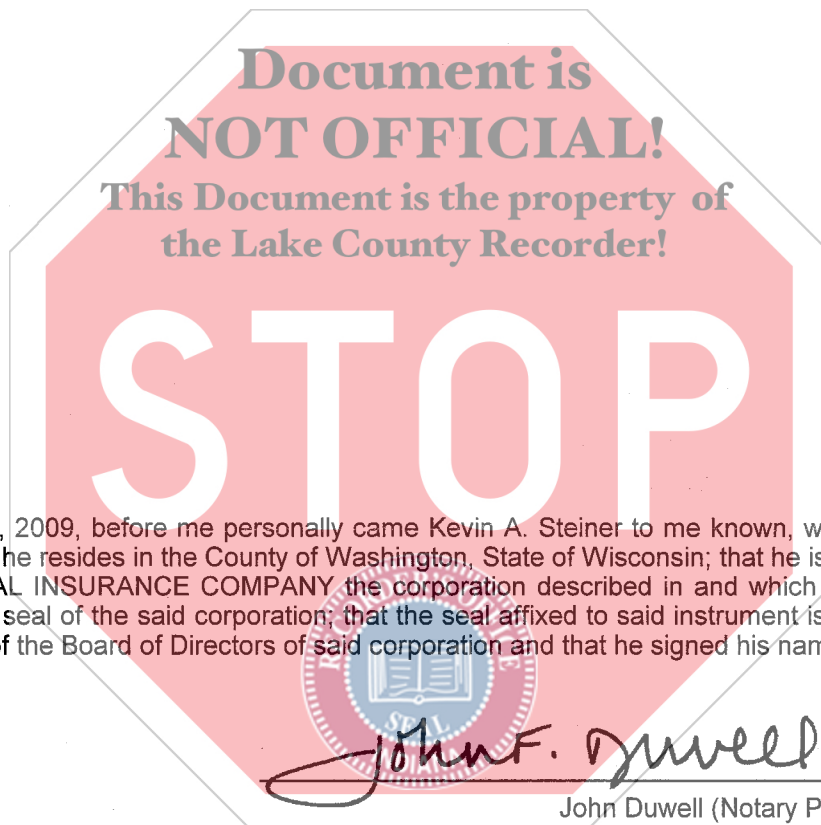 Document is
NOT OFFICIAL!
This Document is the property of
the Lake County Recorder!
STOP
, 2009, before me personally came Kevin A. Steiner to me known, w
he resides in the County of Washington, State of Wisconsin; that he is
AL INSURANCE COMPANY the corporation described in and which
seal of the said corporation; that the seal affixed to said instrument is
of the Board of Directors of said corporation and that he signed his nam
SEAL
John F. Duwell
John Duwell (Notary P